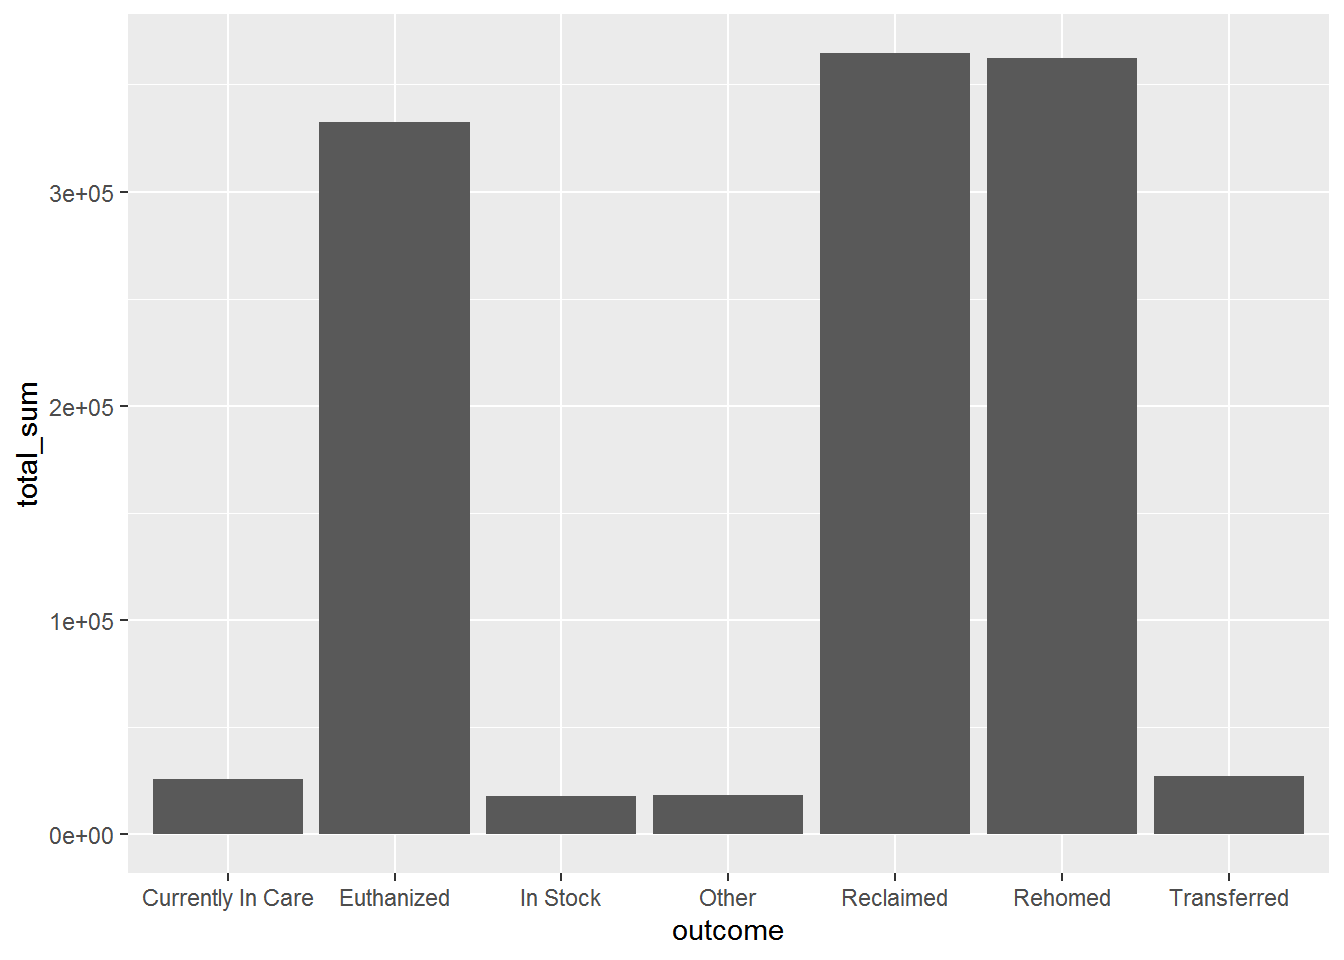 total_sum
3e+05
2e+05
1e+05
0e+00
Currently In Care Euthanized In Stock Other Reclaimed Rehomed Transferred
outcome